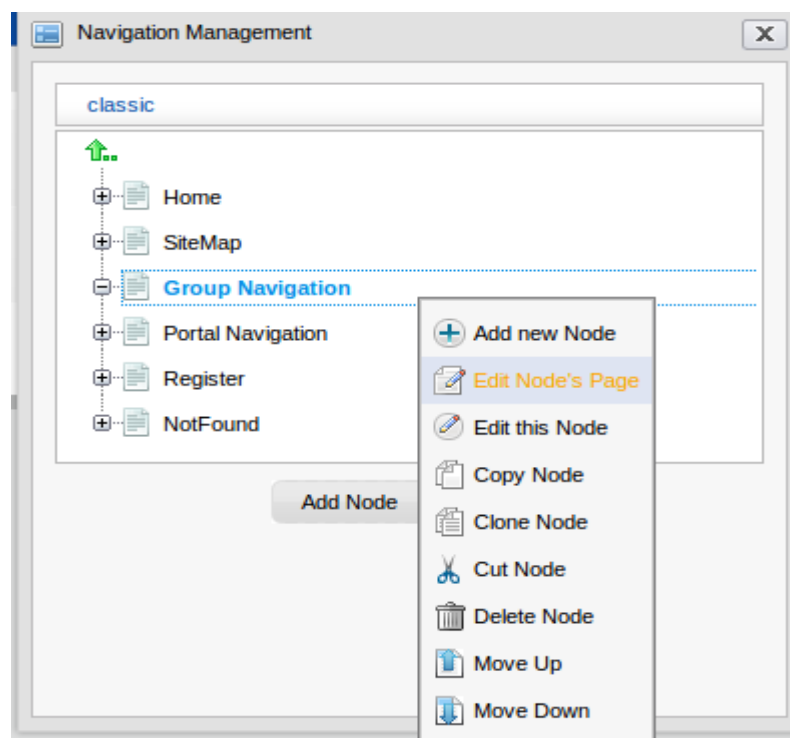 Navigation Management
classic
Home
SiteMap
Group Navigation
Portal Navigation
Register
NotFound
Add Node
Add new Node
Edit Node's Page
Edit this Node
Copy Node
Clone Node
Cut Node
Delete Node
Move Up
Move Down